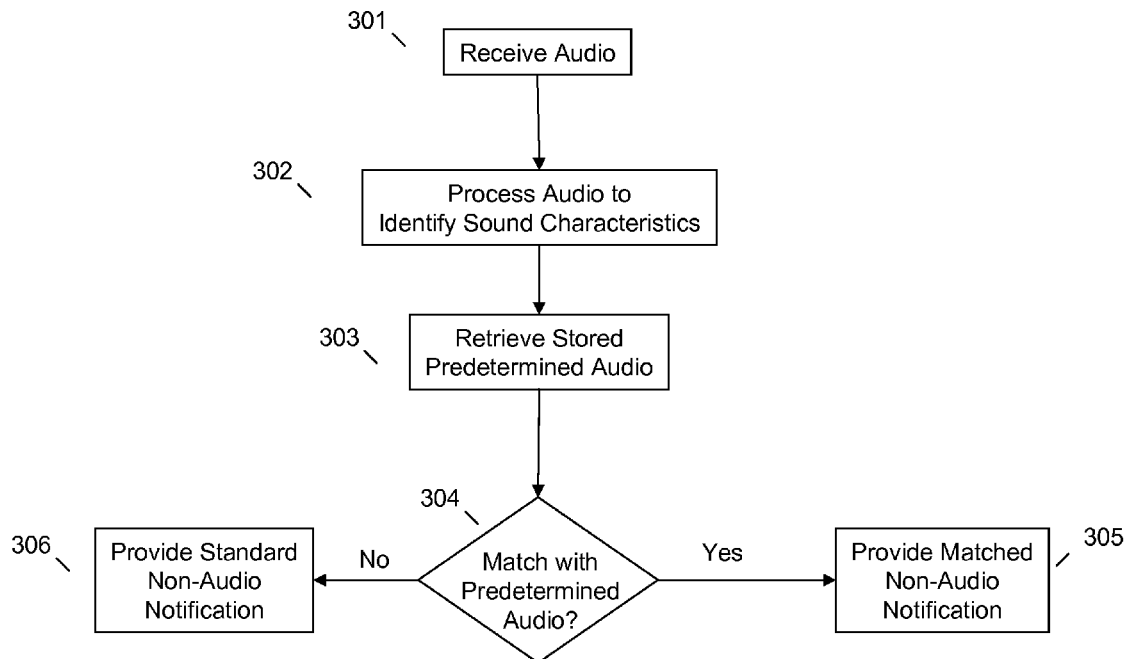 301
Receive Audio
302
Process Audio to
Identify Sound Characteristics
303
Retrieve Stored
Predetermined Audio
304
Match with
Predetermined
Audio?
No
Yes
306
Provide Standard
Non-Audio
Notification
305
Provide Matched
Non-Audio
Notification